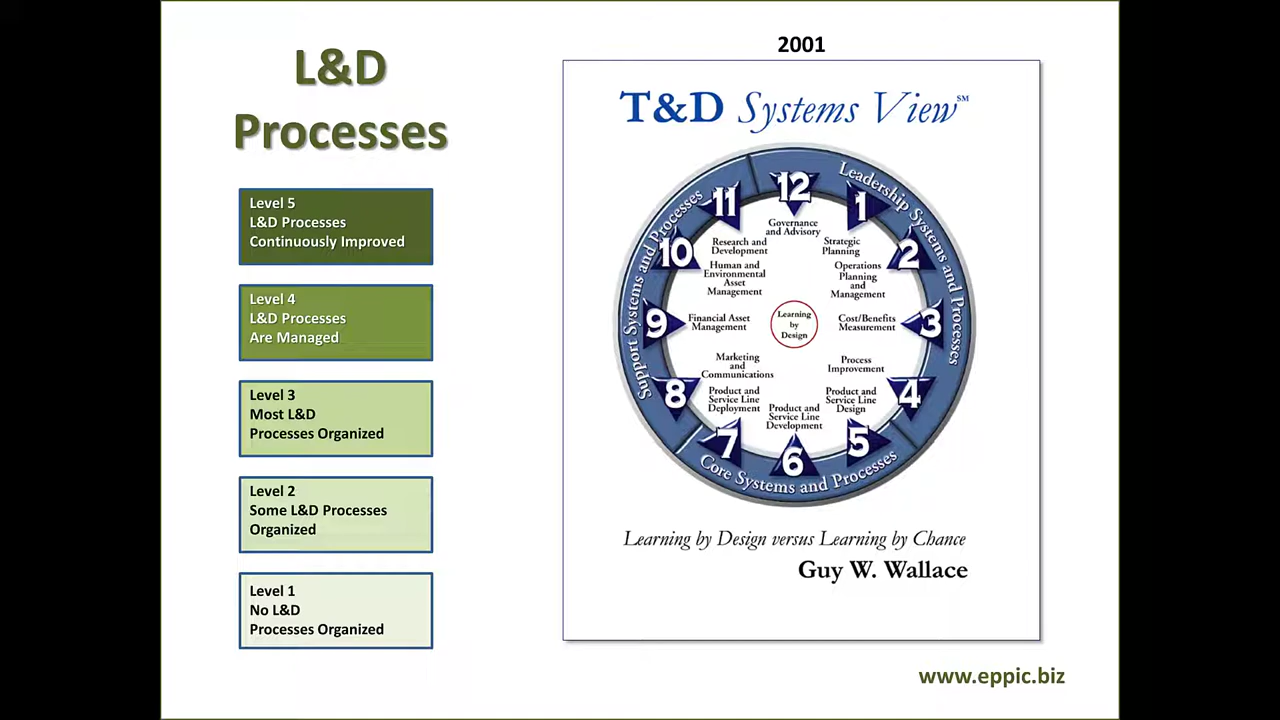 L&D
Processes
Level 5
L&D Processes
Continuously Improved
Level 4
L&D Processes
Are Managed
Level 3
Most L&D
Processes Organized
Level 2
Some L&D Processes
Organized
Level 1
No L&D
Processes Organized
2001
T&D Systems View℠
Leadership Systems and Processes
Core Systems and Processes
Support Systems and Processes
12
Governance
and Advisory
1
Strategic
Planning
2
Operations
Planning
and
Management
3
Cost/Benefits
Measurement
4
Process
Improvement
5
Product and
Service Line
Design
6
Product and
Service Line
Development
7
Product and
Service Line
Deployment
8
Marketing
and
Communications
9
Financial Asset
Management
10
Human and
Environmental
Asset
Management
11
Research and
Development
Learning
by
Design
Learning by Design versus Learning by Chance
Guy W. Wallace
www.eppic.biz